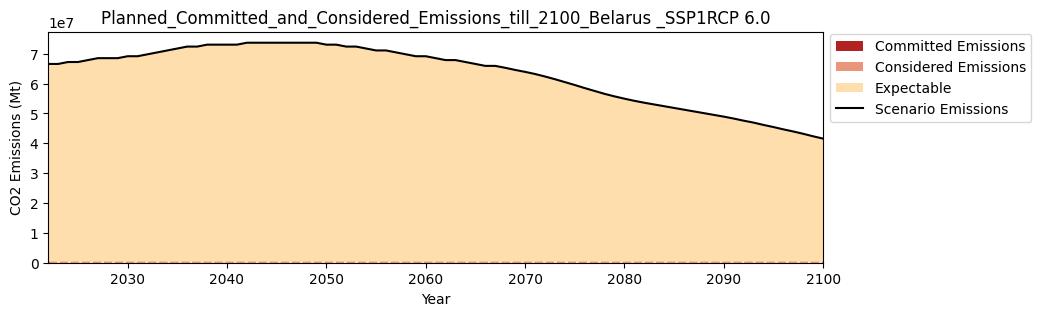 Planned_Committed_and_Considered_Emissions_till_2100_Belarus _SSP1RCP 6.0
1e7
7
6
5
4
3
2
1
0
CO2 Emissions (Mt)
2030 2040 2050 2060 2070 2080 2090 2100
Year
Committed Emissions
Considered Emissions
Expectable
Scenario Emissions